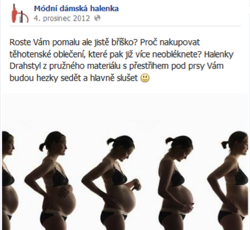 Módní dámská halenka
4. prosinec 2012
Roste Vám pomalu ale jistě bříško? Proč nakupovat
těhotenské oblečení, které pak již více neobléknete? Halenky
Drahstyl z pružného materiálu s přestřihem pod prsy Vám
budou hezky sedět a hlavně slušet